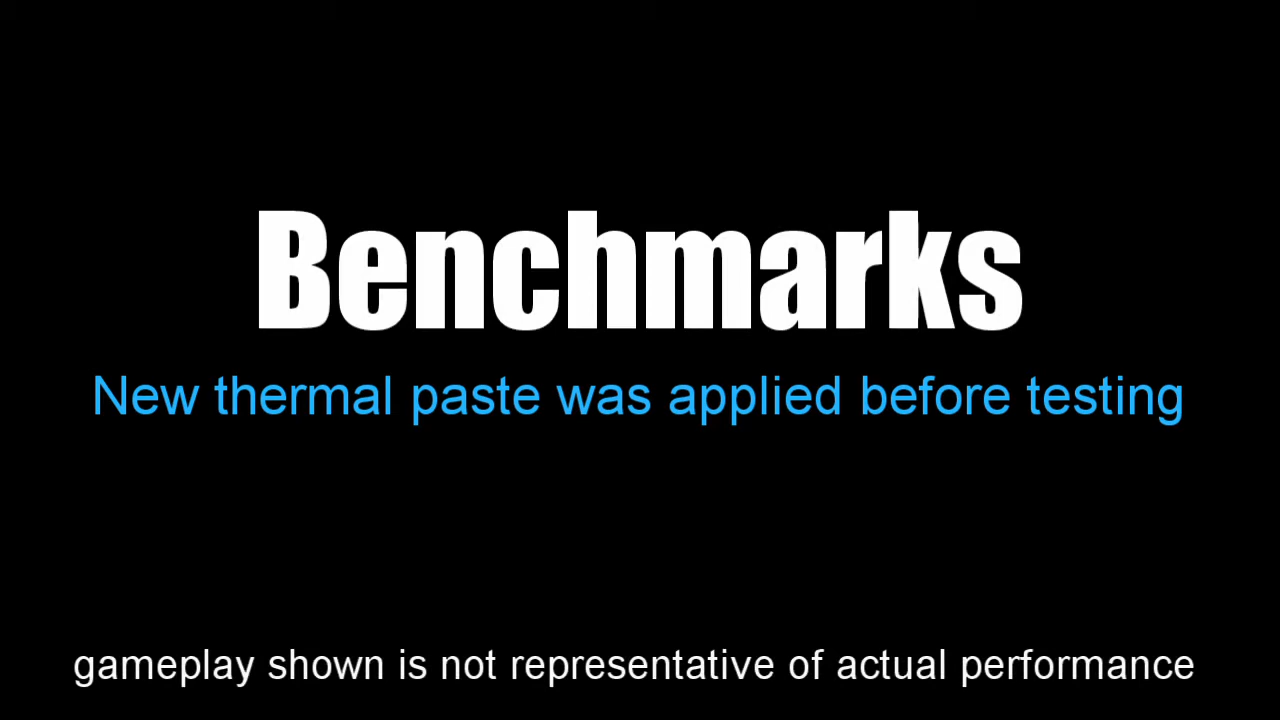 Benchmarks
New thermal paste was applied before testing
gameplay shown is not representative of actual performance